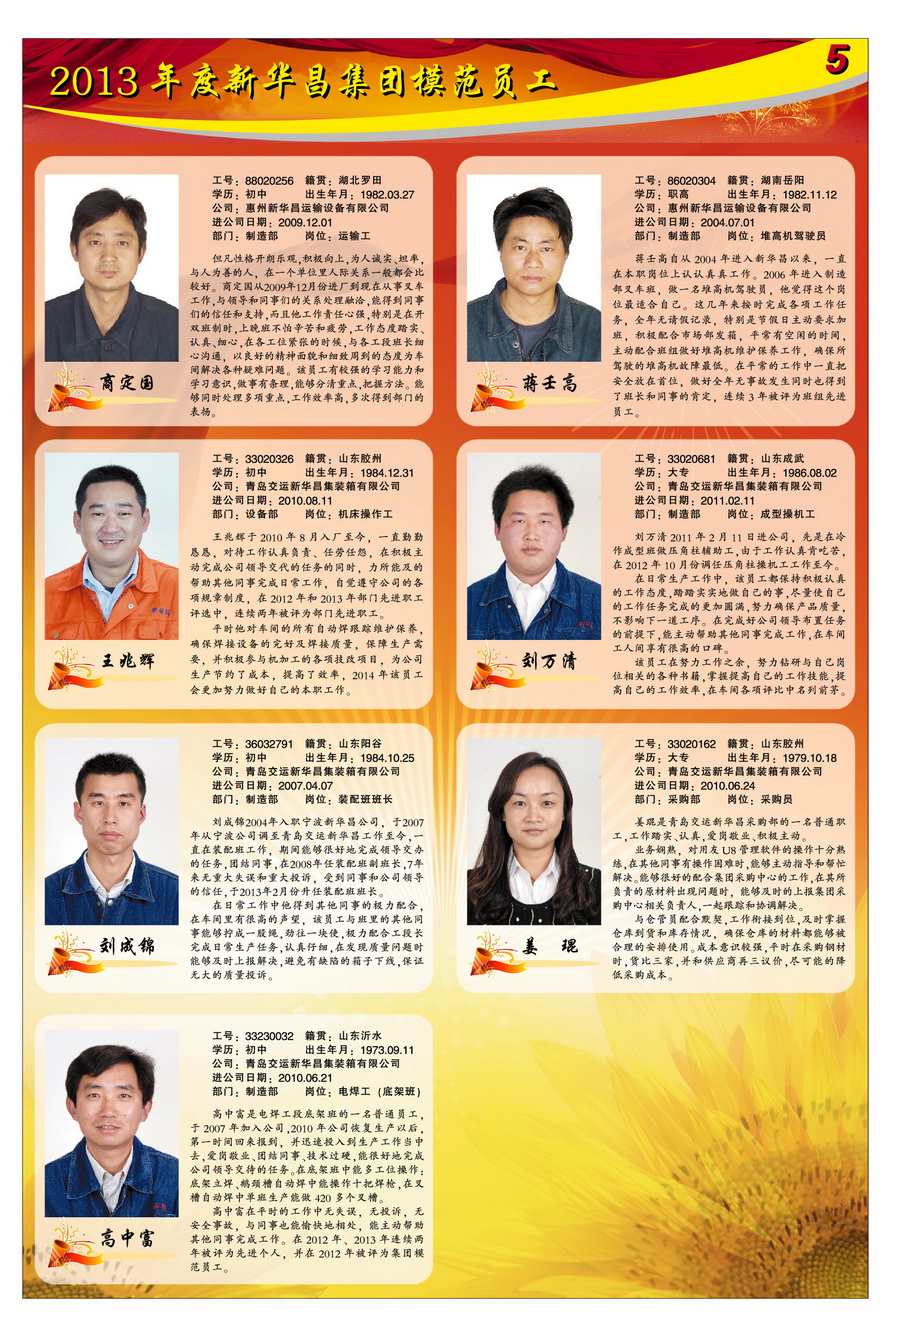 2013 年度新华昌集团模范员工
5
工号：88020256 籍贯：湖北罗田
学历：初中 出生年月：1982.03.27
公司：惠州新华昌运输设备有限公司
进公司日期：2009.12.01
部门：制造部 岗位：运输工
但凡性格开朗乐观,积极向上,为人诚实、坦率,
与人为善的人，在一个单位里人际关系一般都会比
较好。商定国从2009年12月份进厂到现在从事叉车
工作,与领导和同事们的关系处理融洽,能得到同事
们的信任和支持,而且他工作责任心强,特别是在开
双班制时,上晚班不怕辛苦和疲劳,工作态度踏实、
认真、细心,在各工位紧张的时候,与各工段班长细
心沟通，以良好的精神面貌和细致周到的态度为车
间解决各种疑难问题。该员工有较强的学习能力和
学习意识,做事有条理,能够分清重点,把握方法。能
够同时处理多项重点,工作效率高,多次得到部门的
表扬。
商定国
工号：86020304 籍贯：湖南岳阳
学历：职高 出生年月：1982.11.12
公司：惠州新华昌运输设备有限公司
进公司日期：2004.07.01
部门：制造部 岗位：堆高机驾驶员
蒋壬高自从 2004 年进入新华昌以来，一直
在本职岗位上认认真真工作。2006 年进入制造
部叉车班，做一名堆高机驾驶员，他觉得这个岗
位最适合自己。这几年来按时完成各项工作任
务，全年无请假记录，特别是节假日主动要求加
班，积极配合市场部发箱，平常有空闲的时间，
主动配合班组做好堆高机维护保养工作，确保所
驾驶的堆高机故障最低。在平常的工作中一直把
安全放在首位，做好全年无事故发生同时也得到
了班长和同事的肯定，连续 3 年被评为班组先进
员工。
蒋壬高
工号：33020326 籍贯：山东胶州
学历：初中 出生年月：1984.12.31
公司：青岛交运新华昌集装箱有限公司
进公司日期：2010.08.11
部门：设备部 岗位：机床操作工
王兆辉于 2010 年 8 月入厂至今，一直勤勤
恳恳，对待工作认真负责、任劳任怨，在积极主
动完成公司领导交代的任务的同时，力所能及的
帮助其他同事完成日常工作，自觉遵守公司的各
项规章制度，在 2012 年和 2013 年部门先进职工
评选中，连续两年被评为部门先进职工。
平时他对车间的所有自动焊跟踪维护保养，
确保焊接设备的完好及焊接质量，保障生产需
要，并积极参与机加工的各项技改项目，为公司
生产节约了成本，提高了效率，2014 年该员工
会更加努力做好自己的本职工作。
王兆辉
工号：33020681 籍贯：山东成武
学历：大专 出生年月：1986.08.02
公司：青岛交运新华昌集装箱有限公司
进公司日期：2011.02.11
部门：制造部 岗位：成型操机工
刘万清 2011 年 2 月 11 日进公司，先是在冷
作成型班做压角柱辅助工,由于工作认真肯吃苦,
在 2012 年 10 月份调任压角柱操机工工作至今。
在日常生产工作中，该员工都保持积极认真
的工作态度,踏踏实实地做自己的事,尽量使自己
的工作任务完成的更加圆满,努力确保产品质量,
不影响下一道工序。在完成好公司领导布置任务
的前提下,能主动帮助其他同事完成工作,在车间
工人间享有很高的口碑。
该员工在努力工作之余，努力钻研与自己岗
位相关的各种书籍,掌握提高自己的工作技能,提
高自己的工作效率,在车间各项评比中名列前茅。
刘万清
工号：36032791 籍贯：山东阳谷
学历：初中 出生年月：1984.10.25
公司：青岛交运新华昌集装箱有限公司
进公司日期：2007.04.07
部门：制造部 岗位：装配班班长
刘成锦2004年入职宁波新华昌公司，于2007
年从宁波公司调至青岛交运新华昌工作至今,一
直在装配班工作，期间能够很好地完成领导交办
的任务,团结同事,在2008年任装配班副班长,7年
来无重大失误和重大投诉，受到同事和公司领导
的信任,于2013年2月份升任装配班班长。
在日常工作中他得到其他同事的极力配合，
在车间里有很高的声望，该员工与班里的其他同
事能够拧成一股绳,劲往一块使,极力配合工段长
完成日常生产任务,认真仔细,在发现质量问题时
能够及时上报解决,避免有缺陷的箱子下线,保证
无大的质量投诉。
刘成锦
工号：33020162 籍贯：山东胶州
学历：大专 出生年月：1979.10.18
公司：青岛交运新华昌集装箱有限公司
进公司日期：2010.06.24
部门：采购部 岗位：采购员
姜琨是青岛交运新华昌采购部的一名普通职
工,工作踏实、认真,爱岗敬业、积极主动。
业务娴熟，对用友 U8 管理软件的操作十分熟
练,在其他同事有操作困难时,能够主动指导和帮忙
解决。能够很好的配合集团采购中心的工作,在其所
负责的原材料出现问题时，能够及时的上报集团采
购中心相关负责人,一起跟踪和协调解决。
与仓管员配合默契,工作衔接到位,及时掌握
仓库到货和库存情况，确保仓库的材料都能够被
合理的安排使用。成本意识较强,平时在采购钢材
时,货比三家,并和供应商再三议价,尽可能的降
低采购成本。
姜 琨
工号：33230032 籍贯：山东沂水
学历：初中 出生年月：1973.09.11
公司：青岛交运新华昌集装箱有限公司
进公司日期：2010.06.21
部门：制造部 岗位：电焊工（底架班）
高中富是电焊工段底架班的一名普通员工，
于 2007 年加入公司,2010 年公司恢复生产以后，
第一时间回来报到，并迅速投入到生产工作当中
去,爱岗敬业、团结同事、技术过硬,能很好地完成
公司领导交待的任务。在底架班中能多工位操作：
底架立焊、鹅颈槽自动焊中能操作十把焊枪,在叉
槽自动焊中单班生产能做 420 多个叉槽。
高中富在平时的工作中无失误，无投诉，无
安全事故，与同事也能愉快地相处，能主动帮助
其他同事完成工作。在 2012 年、2013 年连续两
年被评为先进个人，并在 2012 年被评为集团模
范员工。
高中富